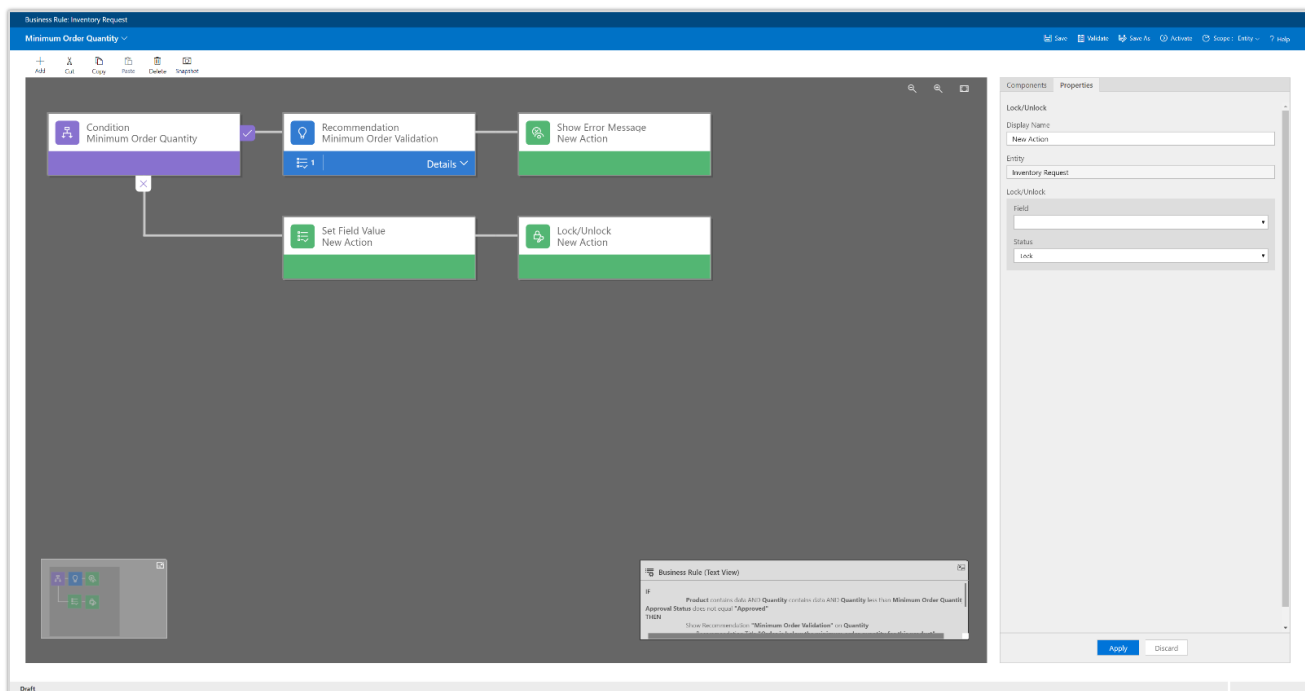 Business Rule: Inventory Request
Minimum Order Quantity
Save Validate Save As Activate Scope : Entity ? Help
Add Cut Copy Paste Delete Snapshot
Components Properties
Condition
Minimum Order Quantity
Recommendation
Minimum Order Validation
1 Details
Show Error Message
New Action
Set Field Value
New Action
Lock/Unlock
New Action
Lock/Unlock
Display Name
New Action
Entity
Inventory Request
Lock/Unlock
Field
Status
Lock
Business Rule (Text View)
IF
Product contains data AND Quantity contains data AND Quantity less than Minimum Order Quantit
Approval Status does not equal "Approved"
THEN
Show Recommendation "Minimum Order Validation" on Quantity
Apply Discard
Draft